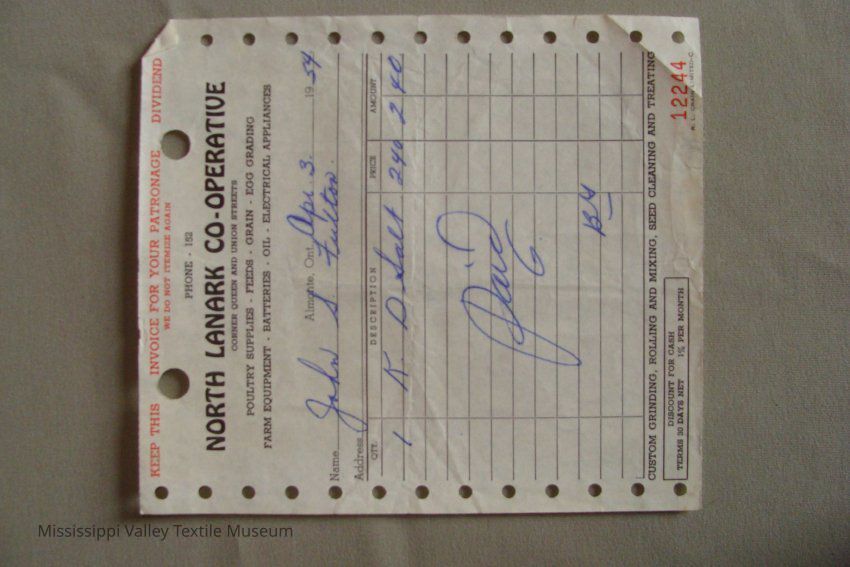 KEEP THIS INVOICE FOR YOUR PATRONAGE DIVIDEND
WE DO NOT ITEMIZE AGAIN
PHONE - 152
NORTH LANARK CO-OPERATIVE
CORNER QUEEN AND UNION STREETS
POULTRY SUPPLIES - FEEDS - GRAIN - EGG GRADING
FARM EQUIPMENT - BATTERIES - OIL - ELECTRICAL APPLIANCES
Almonte, Ont. Apr 3. 1954
Name John S Fulton
Address
QTY. DESCRIPTION PRICE AMOUNT
1 K. D. Salt 240 2 40
Paid
CUSTOM GRINDING, ROLLING AND MIXING, SEED CLEANING AND TREATING
DISCOUNT FOR CASH
TERMS 30 DAYS NET 1% PER MONTH
12244
Mississippi Valley Textile Museum